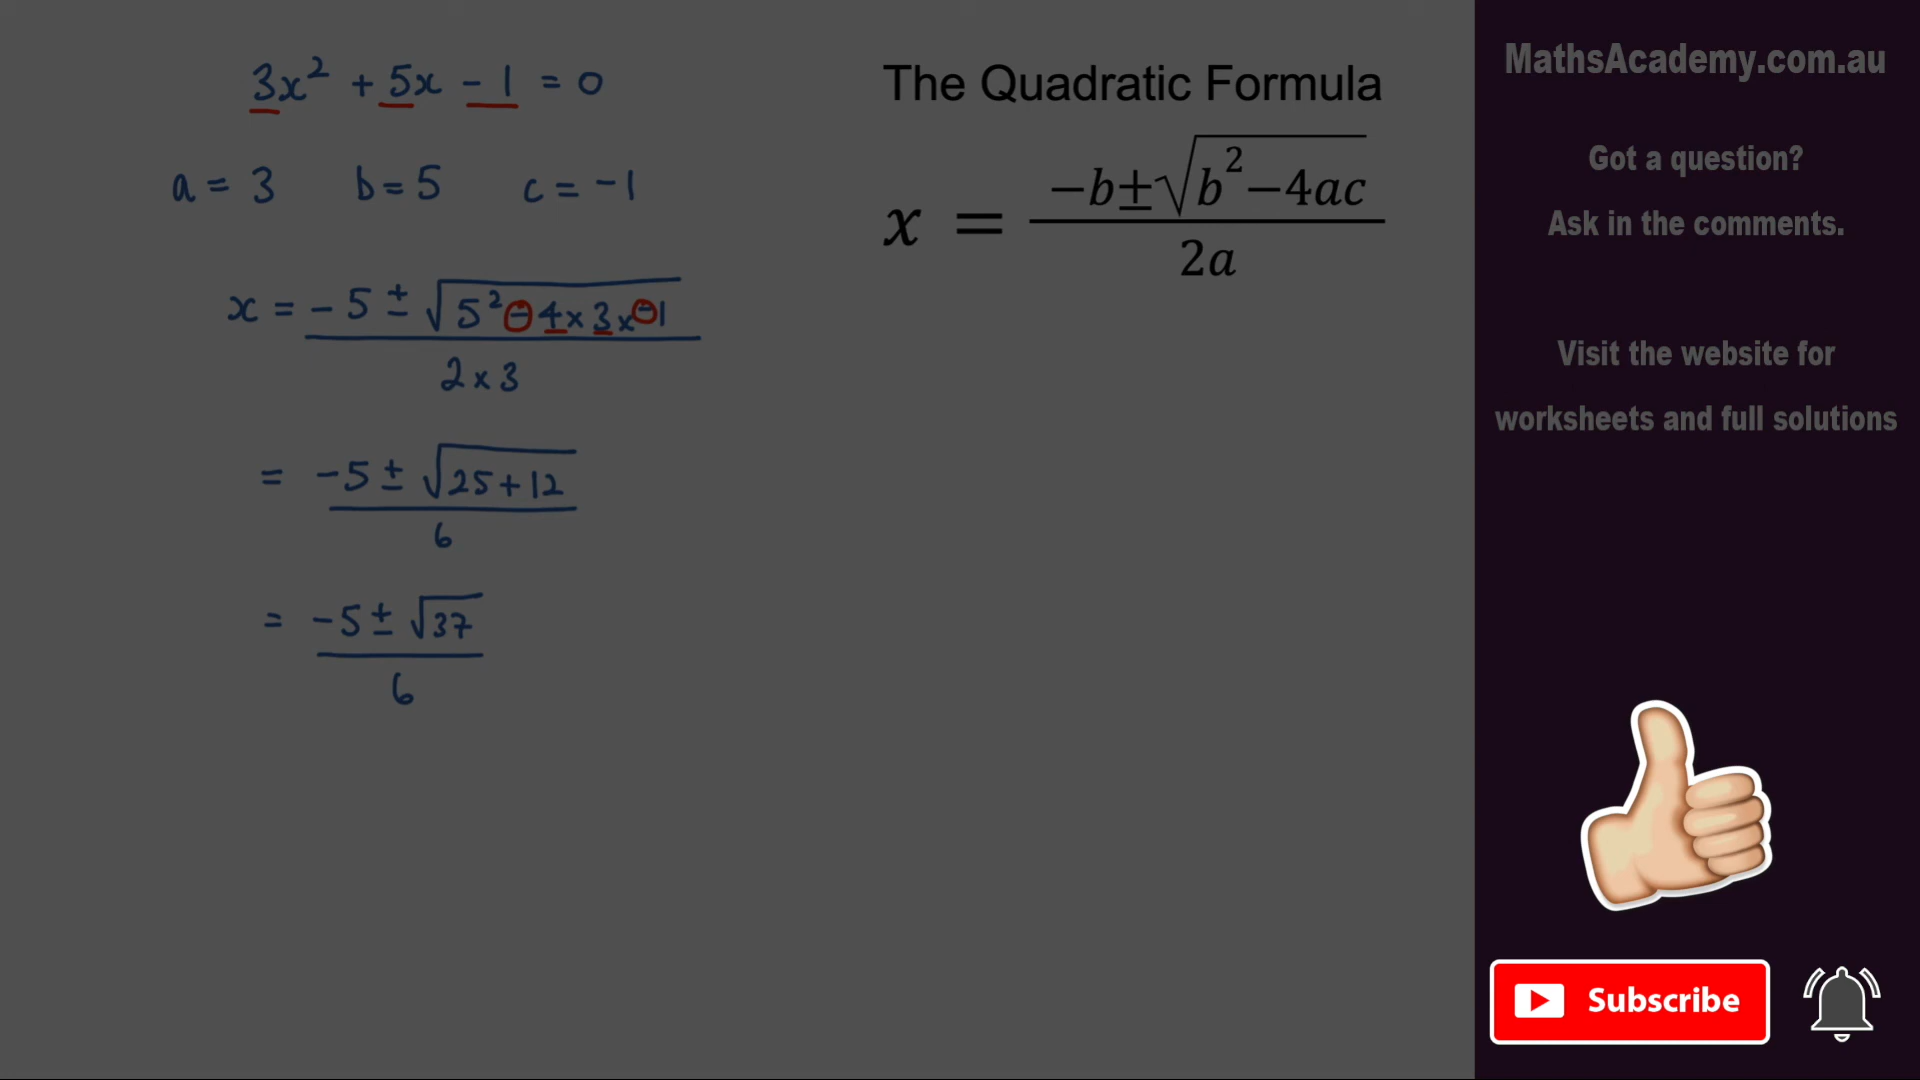 3x² + 5x - 1 = 0
a = 3 b = 5 c = -1
x = -5 ± √(5² - 4 x 3 x -1)
2 x 3
= -5 ± √(25 + 12)
6
= -5 ± √37
6
The Quadratic Formula
x = −b ± √(b² − 4ac)
2a
MathsAcademy.com.au
Got a question?
Ask in the comments.
Visit the website for
worksheets and full solutions
Subscribe